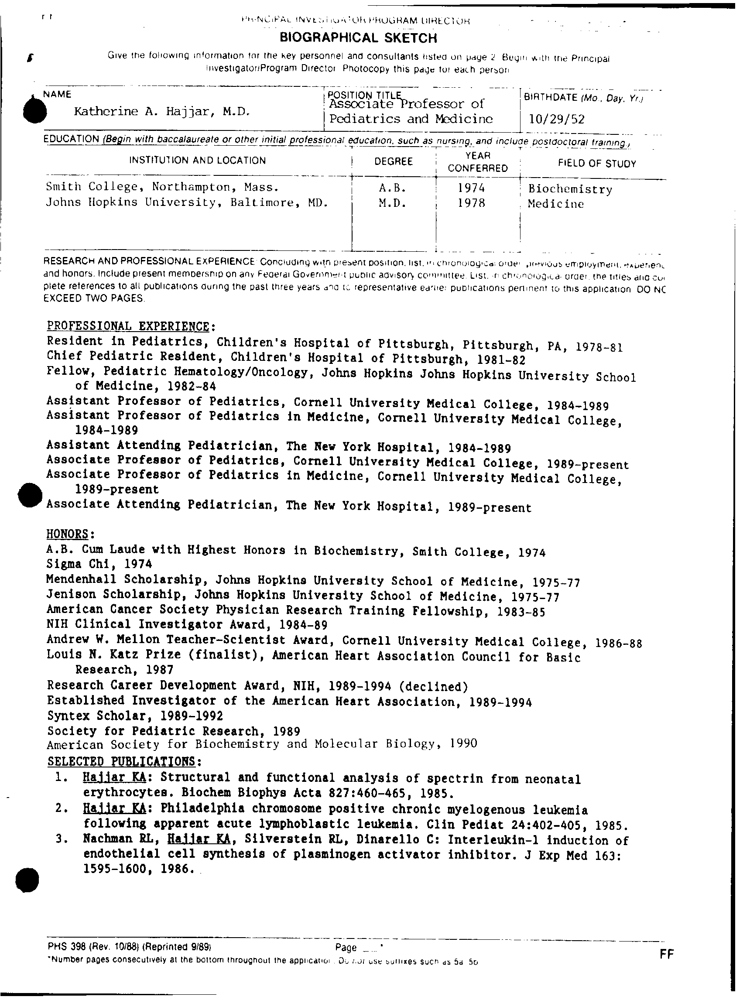 PRINCIPAL INVESTIGATOR/PROGRAM DIRECTOR
BIOGRAPHICAL SKETCH
Give the following information for the key personnel and consultants listed on page 2. Begin with the Principal
Investigator/Program Director. Photocopy this page for each person.
NAME
Katherine A. Hajjar, M.D.
POSITION TITLE
Associate Professor of
Pediatrics and Medicine
BIRTHDATE (Mo., Day, Yr.)
10/29/52
EDUCATION (Begin with baccalaureate or other initial professional education, such as nursing, and include postdoctoral training.)
INSTITUTION AND LOCATION DEGREE YEAR CONFERRED FIELD OF STUDY
Smith College, Northampton, Mass. A.B. 1974 Biochemistry
Johns Hopkins University, Baltimore, MD. M.D. 1978 Medicine
RESEARCH AND PROFESSIONAL EXPERIENCE: Concluding with present position, list, in chronological order, previous employment, experience
and honors. Include present membership on any Federal Government public advisory committee. List, in chronological order, the titles and com
plete references to all publications during the past three years and to representative earlier publications pertinent to this application. DO NO
EXCEED TWO PAGES.
PROFESSIONAL EXPERIENCE:
Resident in Pediatrics, Children's Hospital of Pittsburgh, Pittsburgh, PA, 1978-81
Chief Pediatric Resident, Children's Hospital of Pittsburgh, 1981-82
Fellow, Pediatric Hematology/Oncology, Johns Hopkins Johns Hopkins University School
of Medicine, 1982-84
Assistant Professor of Pediatrics, Cornell University Medical College, 1984-1989
Assistant Professor of Pediatrics in Medicine, Cornell University Medical College,
1984-1989
Assistant Attending Pediatrician, The New York Hospital, 1984-1989
Associate Professor of Pediatrics, Cornell University Medical College, 1989-present
Associate Professor of Pediatrics in Medicine, Cornell University Medical College,
1989-present
Associate Attending Pediatrician, The New York Hospital, 1989-present
HONORS:
A.B. Cum Laude with Highest Honors in Biochemistry, Smith College, 1974
Sigma Chi, 1974
Mendenhall Scholarship, Johns Hopkins University School of Medicine, 1975-77
Jenison Scholarship, Johns Hopkins University School of Medicine, 1975-77
American Cancer Society Physician Research Training Fellowship, 1983-85
NIH Clinical Investigator Award, 1984-89
Andrew W. Mellon Teacher-Scientist Award, Cornell University Medical College, 1986-88
Louis N. Katz Prize (finalist), American Heart Association Council for Basic
Research, 1987
Research Career Development Award, NIH, 1989-1994 (declined)
Established Investigator of the American Heart Association, 1989-1994
Syntex Scholar, 1989-1992
Society for Pediatric Research, 1989
American Society for Biochemistry and Molecular Biology, 1990
SELECTED PUBLICATIONS:
1. Hajjar KA: Structural and functional analysis of spectrin from neonatal
erythrocytes. Biochem Biophys Acta 827:460-465, 1985.
2. Hajjar KA: Philadelphia chromosome positive chronic myelogenous leukemia
following apparent acute lymphoblastic leukemia. Clin Pediat 24:402-405, 1985.
3. Nachman RL, Hajjar KA, Silverstein RL, Dinarello C: Interleukin-1 induction of
endothelial cell synthesis of plasminogen activator inhibitor. J Exp Med 163:
1595-1600, 1986.
PHS 398 (Rev. 10/88) (Reprinted 9/89) Page __*
*Number pages consecutively at the bottom throughout the application. Do not use suffixes such as 5a, 5b.
FF